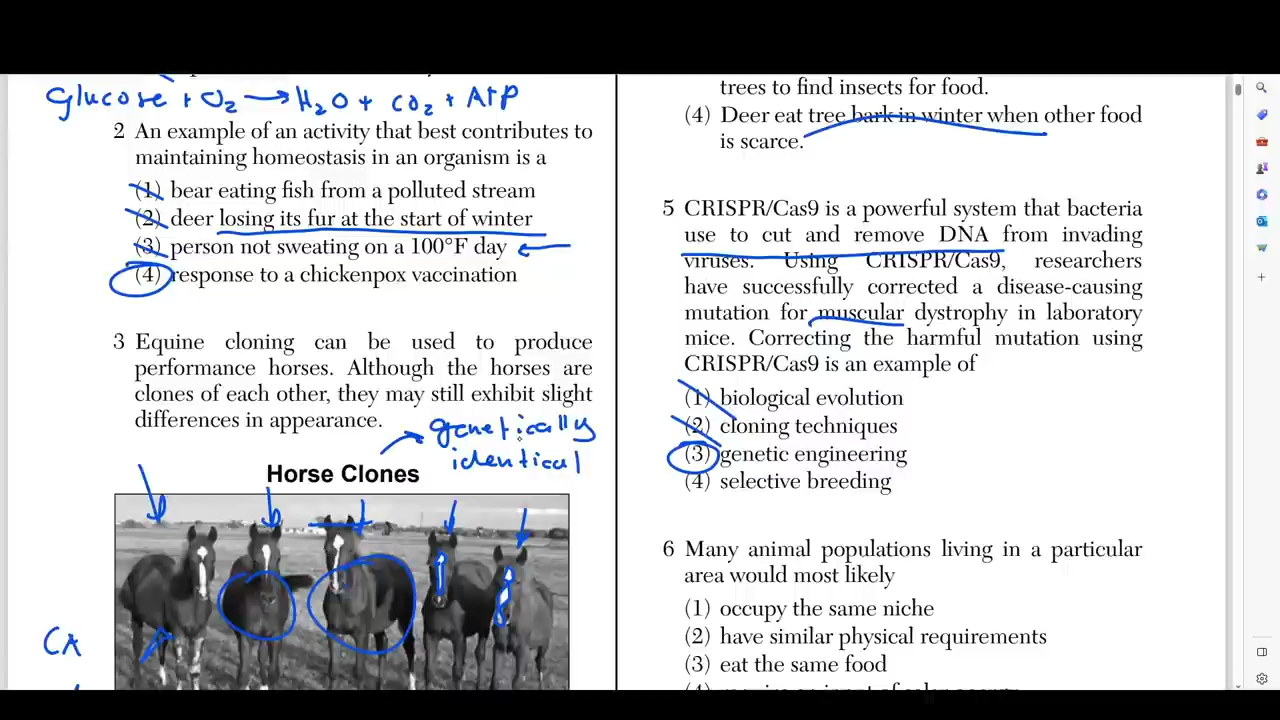 Glucose + O2 → H2O + CO2 + ATP
2 An example of an activity that best contributes to
maintaining homeostasis in an organism is a
(1) bear eating fish from a polluted stream
(2) deer losing its fur at the start of winter
(3) person not sweating on a 100°F day
(4) response to a chickenpox vaccination
3 Equine cloning can be used to produce
performance horses. Although the horses are
clones of each other, they may still exhibit slight
differences in appearance.
genetically
identical
Horse Clones
CA
trees to find insects for food.
(4) Deer eat tree bark in winter when other food
is scarce.
5 CRISPR/Cas9 is a powerful system that bacteria
use to cut and remove DNA from invading
viruses. Using CRISPR/Cas9, researchers
have successfully corrected a disease-causing
mutation for muscular dystrophy in laboratory
mice. Correcting the harmful mutation using
CRISPR/Cas9 is an example of
(1) biological evolution
(2) cloning techniques
(3) genetic engineering
(4) selective breeding
6 Many animal populations living in a particular
area would most likely
(1) occupy the same niche
(2) have similar physical requirements
(3) eat the same food